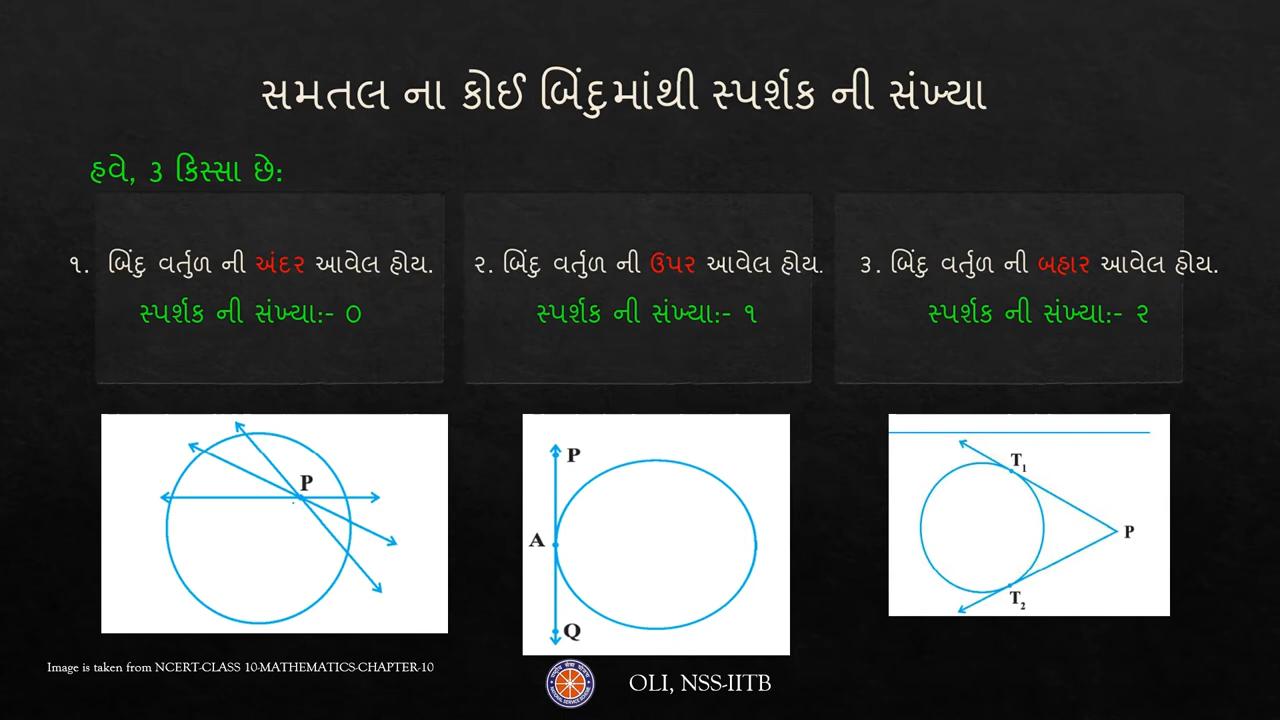 સમતલ ના કોઈ બિંદુમાંથી સ્પર્શક ની સંખ્યા
હવે, ૩ કિસ્સા છે:
૧. બિંદુ વર્તુળ ની અંદર આવેલ હોય.
સ્પર્શક ની સંખ્યા:- ૦
૨. બિંદુ વર્તુળ ની ઉપર આવેલ હોય.
સ્પર્શક ની સંખ્યા:- ૧
૩. બિંદુ વર્તુળ ની બહાર આવેલ હોય.
સ્પર્શક ની સંખ્યા:- ૨
P
P
A
Q
T1
P
T2
Image is taken from NCERT-CLASS 10-MATHEMATICS-CHAPTER-10
OLI, NSS-IITB